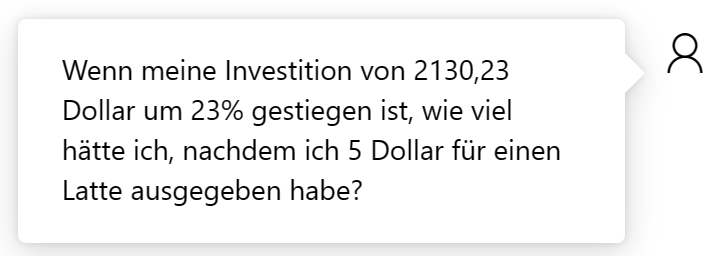 Wenn meine Investition von 2130,23
Dollar um 23% gestiegen ist, wie viel
hätte ich, nachdem ich 5 Dollar für einen
Latte ausgegeben habe?